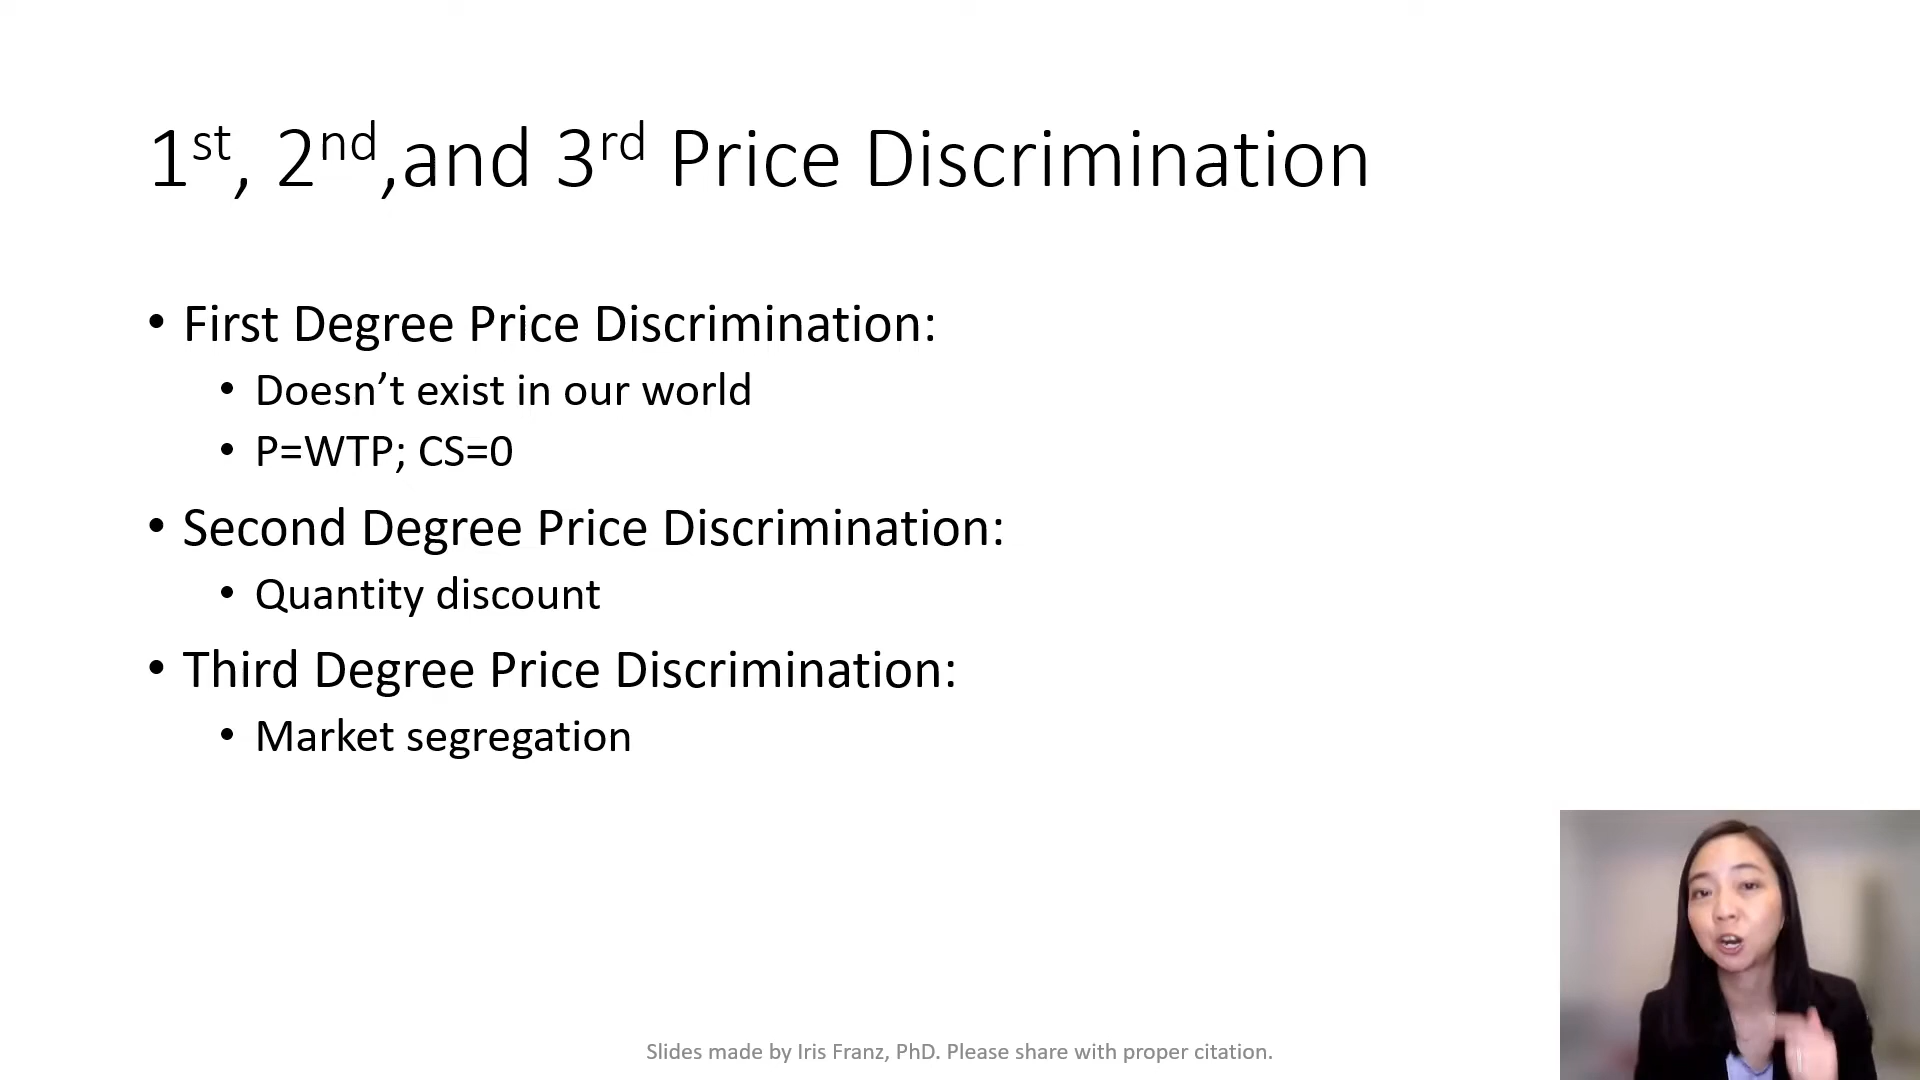 1st, 2nd,and 3rd Price Discrimination
• First Degree Price Discrimination:
• Doesn’t exist in our world
• P=WTP; CS=0
• Second Degree Price Discrimination:
• Quantity discount
• Third Degree Price Discrimination:
• Market segregation
Slides made by Iris Franz, PhD. Please share with proper citation.